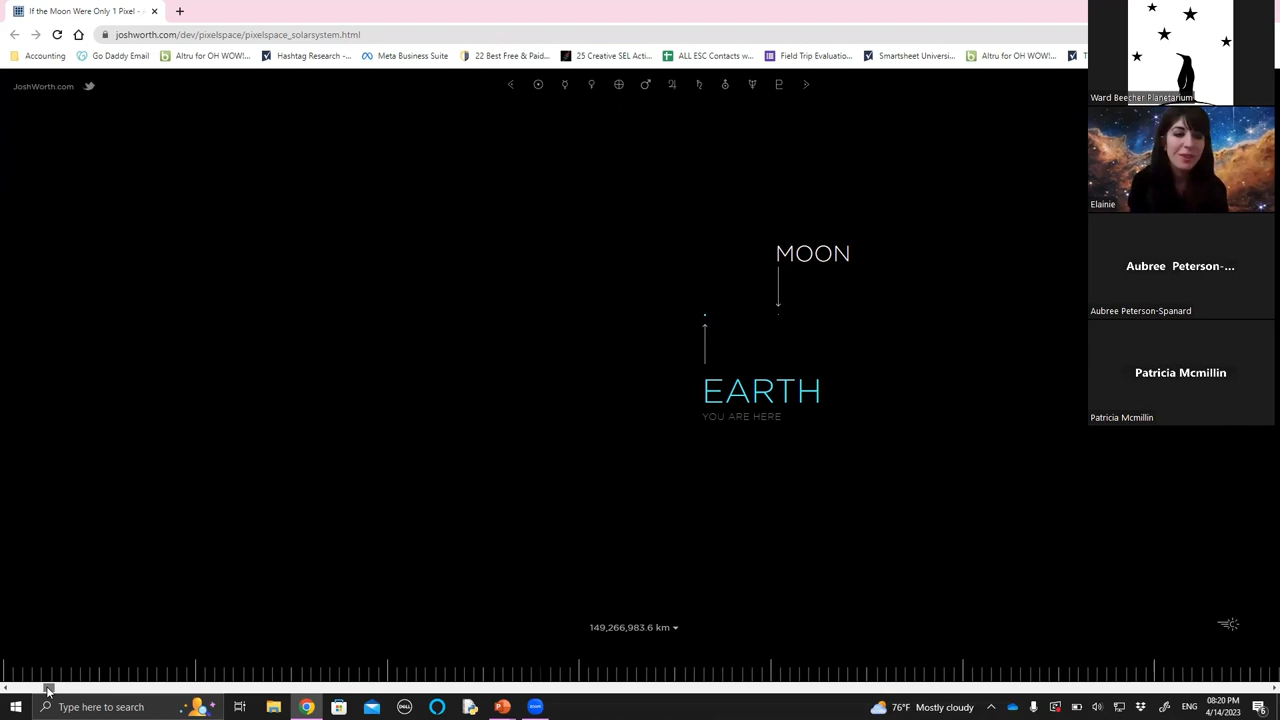 If the Moon Were Only 1 Pixel -
joshworth.com/dev/pixelspace/pixelspace_solarsystem.html
Accounting
Go Daddy Email
Altru for OH WOW!...
Hashtag Research -...
Meta Business Suite
22 Best Free & Paid...
25 Creative SEL Acti...
ALL ESC Contacts w...
Field Trip Evaluatio...
Smartsheet Universi...
Altru for OH WOW!...
JoshWorth.com
MOON
EARTH
YOU ARE HERE
149,266,983.6 km
Ward Beecher Planetarium
Elainie
Aubree Peterson-...
Aubree Peterson-Spanard
Patricia Mcmillin
Patricia Mcmillin
Type here to search
DELL
76°F Mostly cloudy
08:20 PM
4/14/2023
6